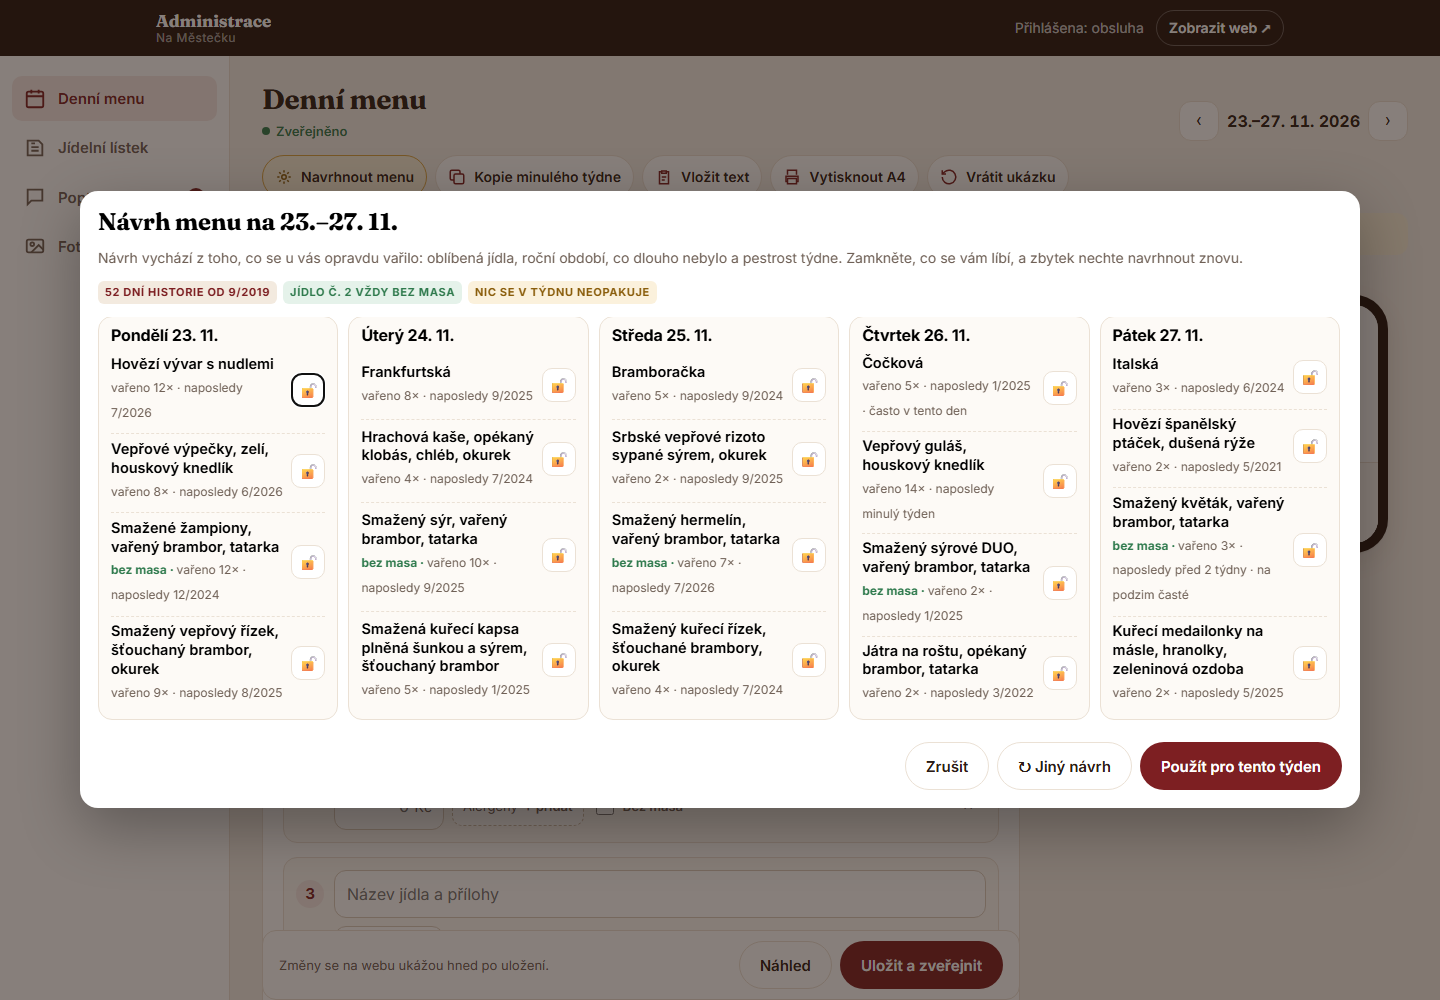 Administrace
Na Městečku
Přihlášena: obsluha
Zobrazit web ↗
Denní menu
Jídelní lístek
Denní menu
Zveřejněno
‹ 23.–27. 11. 2026 ›
Navrhnout menu
Kopie minulého týdne
Vložit text
Vytisknout A4
Vrátit ukázku
Návrh menu na 23.–27. 11.
Návrh vychází z toho, co se u vás opravdu vařilo: oblíbená jídla, roční období, co dlouho nebylo a pestrost týdne. Zamkněte, co se vám líbí, a zbytek nechte navrhnout znovu.
52 DNÍ HISTORIE OD 9/2019
JÍDLO Č. 2 VŽDY BEZ MASA
NIC SE V TÝDNU NEOPAKUJE
Pondělí 23. 11.
Hovězí vývar s nudlemi
vařeno 12× · naposledy
7/2026
Vepřové výpečky, zelí,
houskový knedlík
vařeno 8× · naposledy 6/2026
Smažené žampiony,
vařený brambor, tatarka
bez masa · vařeno 12× ·
naposledy 12/2024
Smažený vepřový řízek,
šťouchaný brambor,
okurek
vařeno 9× · naposledy 8/2025
Úterý 24. 11.
Frankfurtská
vařeno 8× · naposledy 9/2025
Hrachová kaše, opékaný
klobás, chléb, okurek
vařeno 4× · naposledy 7/2024
Smažený sýr, vařený
brambor, tatarka
bez masa · vařeno 10× ·
naposledy 9/2025
Smažená kuřecí kapsa
plněná šunkou a sýrem,
šťouchaný brambor
vařeno 5× · naposledy 1/2025
Středa 25. 11.
Bramboračka
vařeno 5× · naposledy 9/2024
Srbské vepřové rizoto
sypané sýrem, okurek
vařeno 2× · naposledy 9/2025
Smažený hermelín,
vařený brambor, tatarka
bez masa · vařeno 7× ·
naposledy 7/2026
Smažený kuřecí řízek,
šťouchané brambory,
okurek
vařeno 4× · naposledy 7/2024
Čtvrtek 26. 11.
Čočková
vařeno 5× · naposledy 1/2025
· často v tento den
Vepřový guláš,
houskový knedlík
vařeno 14× · naposledy
minulý týden
Smažený sýrové DUO,
vařený brambor, tatarka
bez masa · vařeno 2× ·
naposledy 1/2025
Játra na roštu, opékaný
brambor, tatarka
vařeno 2× · naposledy 3/2022
Pátek 27. 11.
Italská
vařeno 3× · naposledy 6/2024
Hovězí španělský
ptáček, dušená rýže
vařeno 2× · naposledy 5/2021
Smažený květák, vařený
brambor, tatarka
bez masa · vařeno 3× ·
naposledy před 2 týdny · na
podzim časté
Kuřecí medailonky na
másle, hranolky,
zeleninová ozdoba
vařeno 2× · naposledy 5/2025
Zrušit
↻ Jiný návrh
Použít pro tento týden
3
Název jídla a přílohy
Změny se na webu ukážou hned po uložení.
Náhled
Uložit a zveřejnit